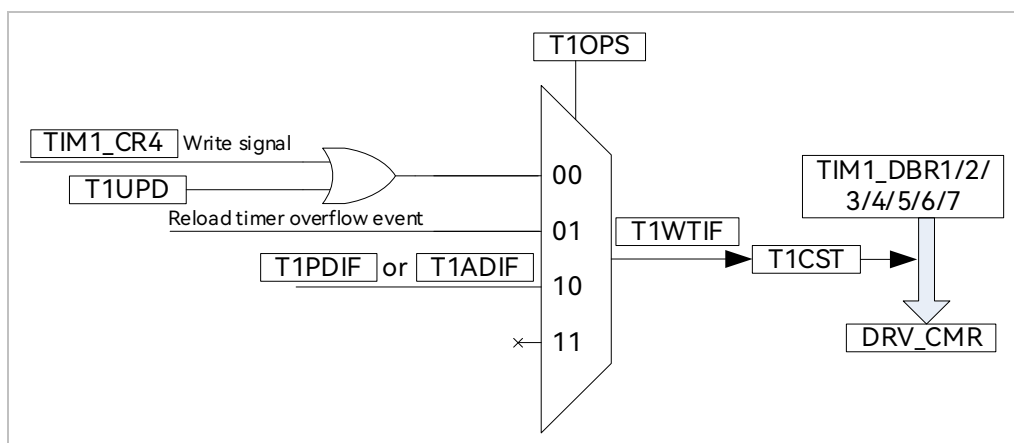 T1OPS
TIM1_CR4 Write signal
T1UPD
Reload timer overflow event
T1PDIF or T1ADIF
00
01
10
11
T1WTIF
T1CST
TIM1_DBR1/2/
3/4/5/6/7
DRV_CMR